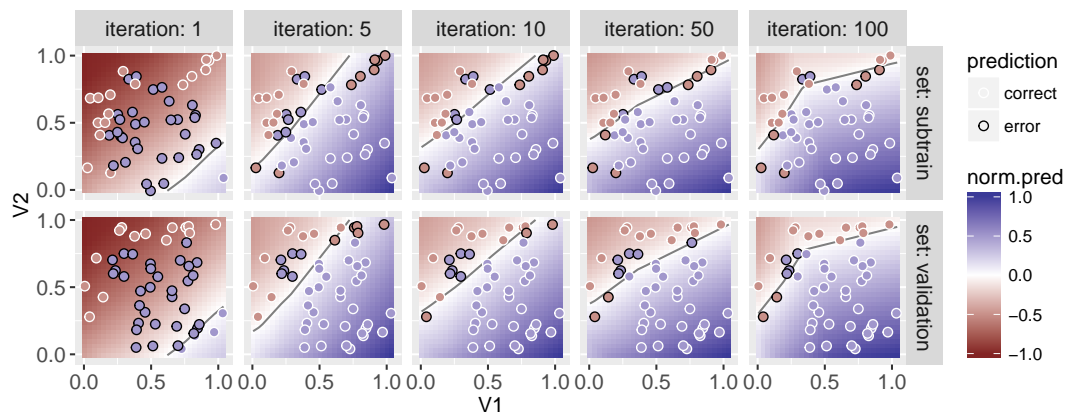 iteration: 1 iteration: 5 iteration: 10 iteration: 50 iteration: 100
1.0
0.5
0.0
set: subtrain
1.0
0.5
0.0
set: validation
V2
0.0 0.5 1.0 0.0 0.5 1.0 0.0 0.5 1.0 0.0 0.5 1.0 0.0 0.5 1.0
V1
prediction
correct
error
norm.pred
1.0
0.5
0.0
−0.5
−1.0